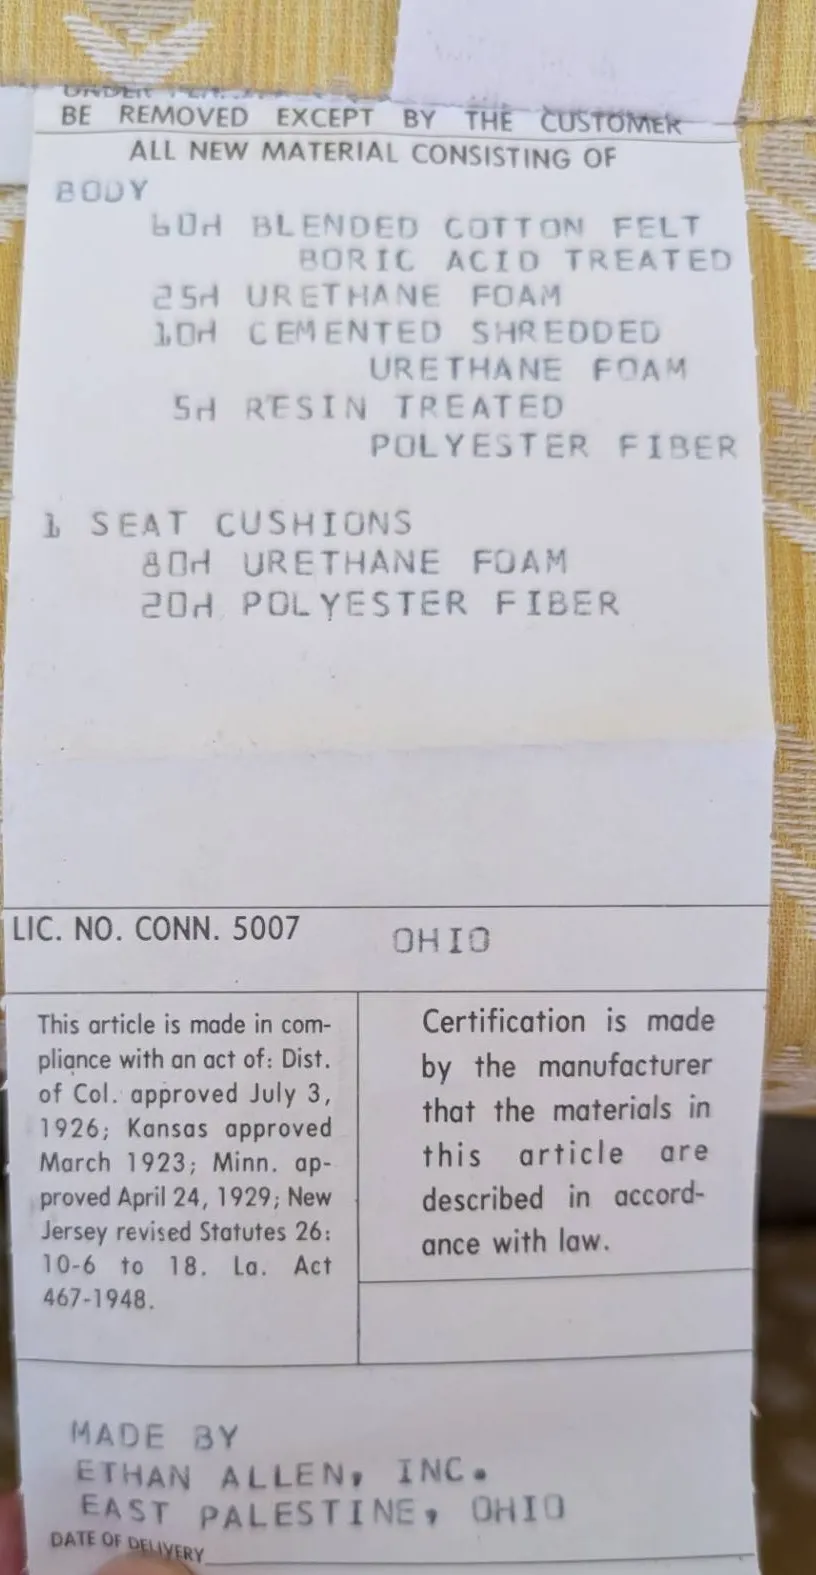 BE REMOVED EXCEPT BY THE CUSTOMER
ALL NEW MATERIAL CONSISTING OF
BODY
60% BLENDED COTTON FELT
BORIC ACID TREATED
25% URETHANE FOAM
10% CEMENTED SHREDDED
URETHANE FOAM
5% RESIN TREATED
POLYESTER FIBER
1 SEAT CUSHIONS
80% URETHANE FOAM
20% POLYESTER FIBER
LIC. NO. CONN. 5007
OHIO
This article is made in com-
pliance with an act of: Dist.
of Col. approved July 3,
1926; Kansas approved
March 1923; Minn. ap-
proved April 24, 1929; New
Jersey revised Statutes 26:
10-6 to 18. La. Act
467-1948.
Certification is made
by the manufacturer
that the materials in
this article are
described in accord-
ance with law.
MADE BY
ETHAN ALLEN, INC.
EAST PALESTINE, OHIO
DATE OF DELIVERY